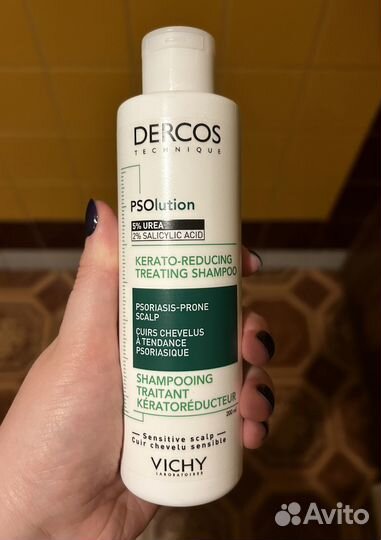 DERCOS
TECHNIQUE
PSOlution
5% UREA
2% SALICYLIC ACID
KERATO-REDUCING
TREATING SHAMPOO
PSORIASIS-PRONE
SCALP
CUIRS CHEVELUS
À TENDANCE
PSORIASIQUE
SHAMPOOING
TRAITANT
KÉRATORÉDUCTEUR
200 ml
Sensitive scalp
Cuir chevelu sensible
VICHY
LABORATOIRES
Avito